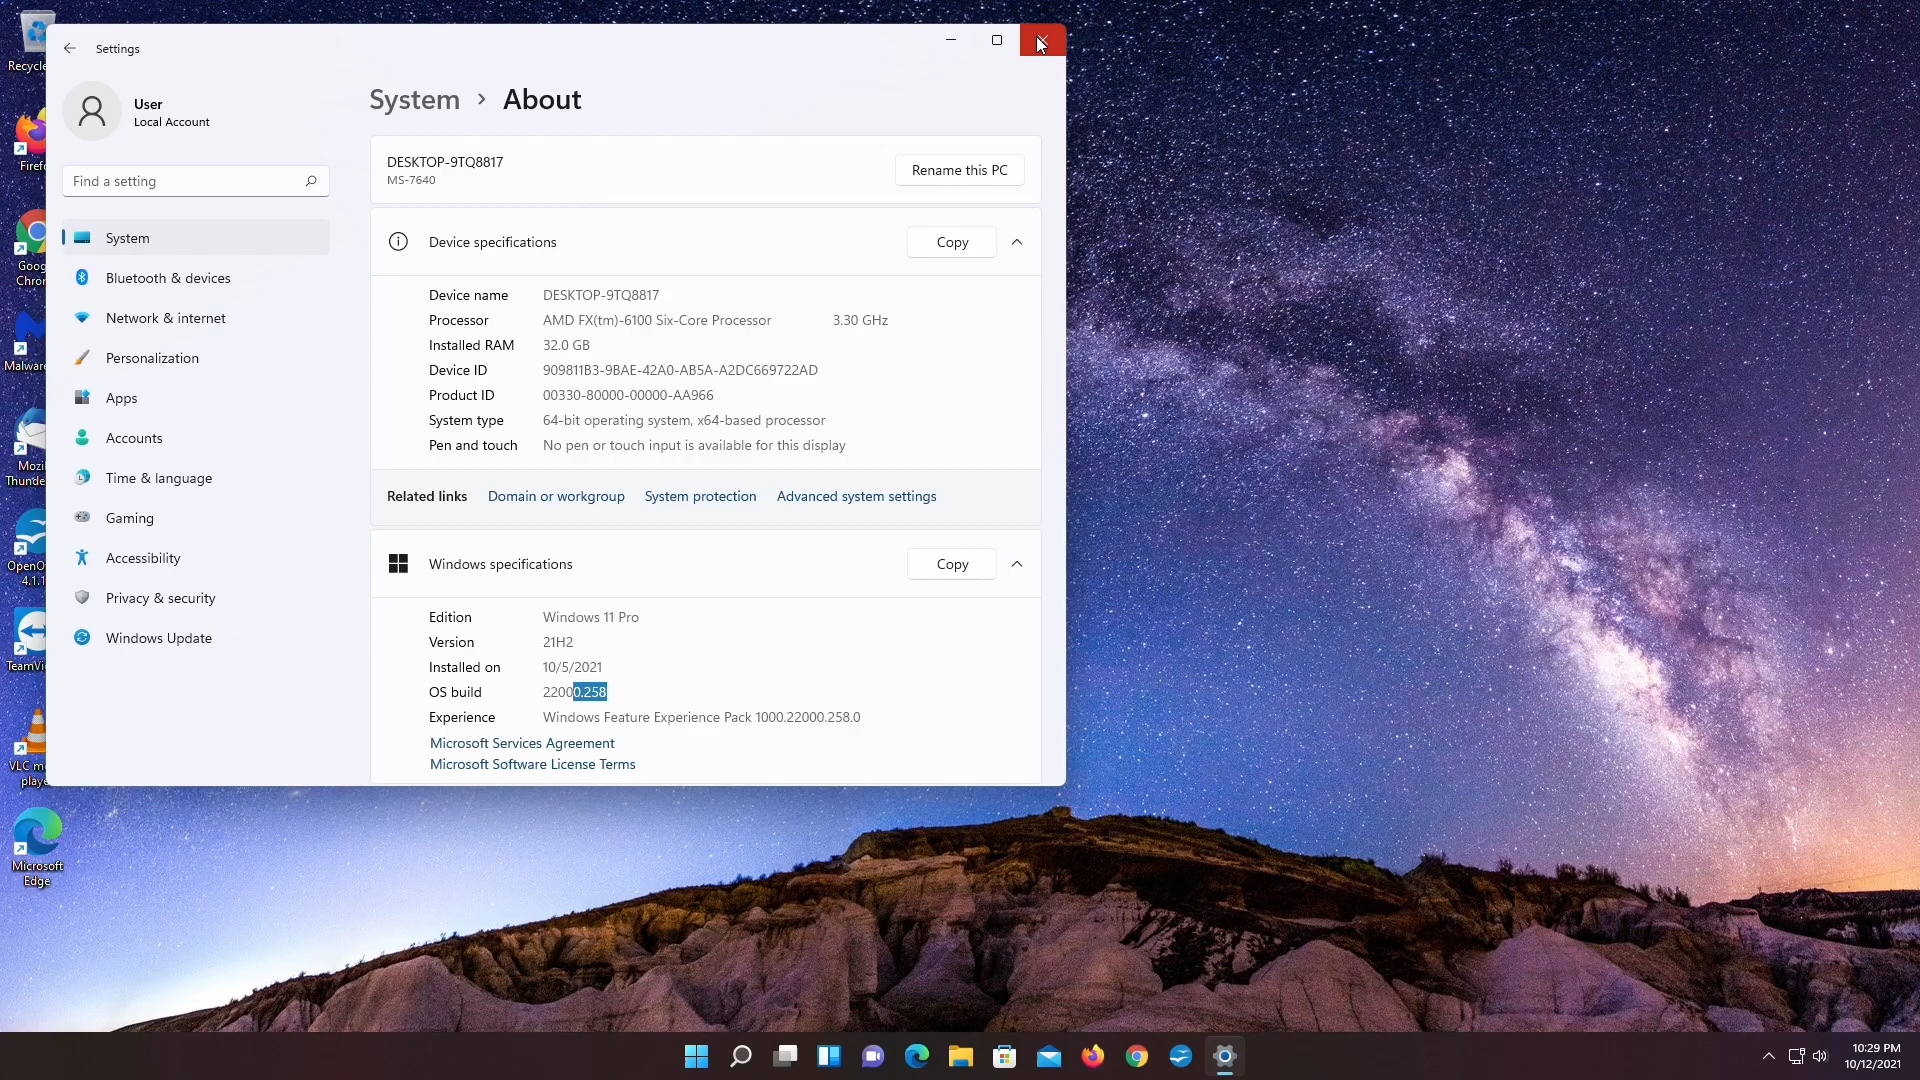 Settings
User
Local Account
Find a setting
System
Bluetooth & devices
Network & internet
Personalization
Apps
Accounts
Time & language
Gaming
Accessibility
Privacy & security
Windows Update
System > About
DESKTOP-9TQ8817
MS-7640
Rename this PC
Device specifications
Copy
Device name DESKTOP-9TQ8817
Processor AMD FX(tm)-6100 Six-Core Processor 3.30 GHz
Installed RAM 32.0 GB
Device ID 909811B3-9BAE-42A0-AB5A-A2DC669722AD
Product ID 00330-80000-00000-AA966
System type 64-bit operating system, x64-based processor
Pen and touch No pen or touch input is available for this display
Related links Domain or workgroup System protection Advanced system settings
Windows specifications
Copy
Edition Windows 11 Pro
Version 21H2
Installed on 10/5/2021
OS build 22000.258
Experience Windows Feature Experience Pack 1000.22000.258.0
Microsoft Services Agreement
Microsoft Software License Terms
Recycle
Firefo
Goog
Chron
Malware
Mozil
Thunde
OpenO
4.1.1
TeamVi
VLC m
playe
Microsoft
Edge
10:29 PM
10/12/2021